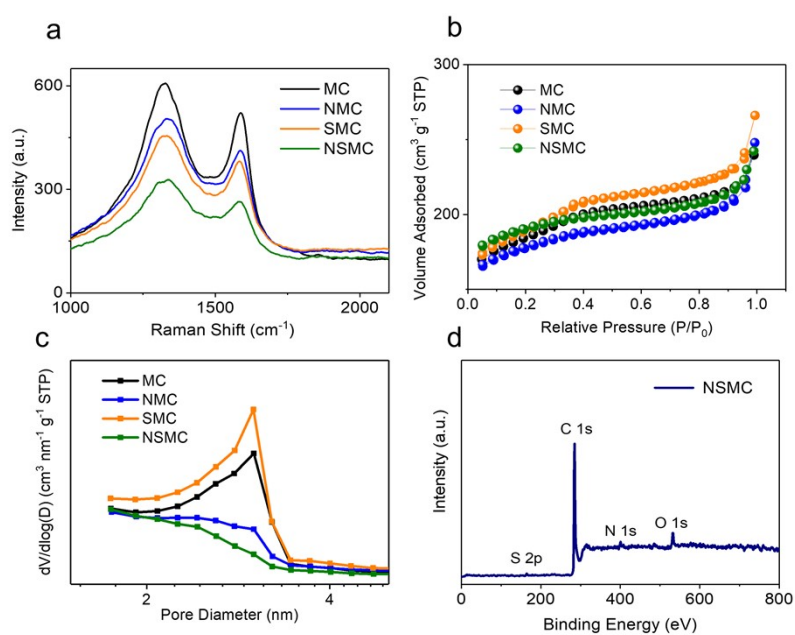 a
600
300
0
1000
1500
2000
Intensity (a.u.)
Raman Shift (cm-1)
MC
NMC
SMC
NSMC
b
300
200
0.0
0.2
0.4
0.6
0.8
1.0
Volume Adsorbed (cm3 g-1 STP)
Relative Pressure (P/P0)
MC
NMC
SMC
NSMC
c
2
4
dV/dlog(D) (cm3 nm-1 g-1 STP)
Pore Diameter (nm)
MC
NMC
SMC
NSMC
d
NSMC
C 1s
N 1s
O 1s
S 2p
0
200
400
600
800
Intensity (a.u.)
Binding Energy (eV)